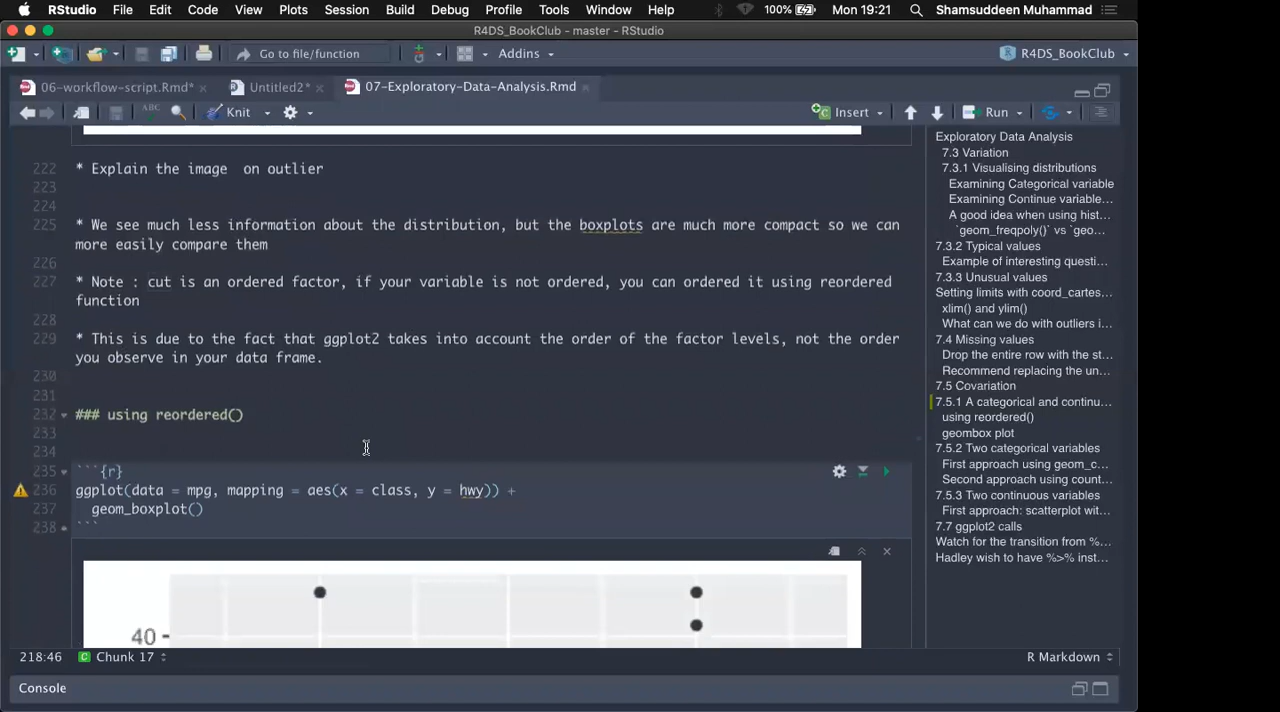 RStudio File Edit Code View Plots Session Build Debug Profile Tools Window Help 100% Mon 19:21 Shamsuddeen Muhammad
R4DS_BookClub - master - RStudio
Go to file/function Addins R4DS_BookClub
06-workflow-script.Rmd* × Untitled2* × 07-Exploratory-Data-Analysis.Rmd ×
ABC Knit Insert Run
222 * Explain the image  on outlier
223
224
225 * We see much less information about the distribution, but the boxplots are much more compact so we can
more easily compare them
226
227 * Note : cut is an ordered factor, if your variable is not ordered, you can ordered it using reordered
function
228
229 * This is due to the fact that ggplot2 takes into account the order of the factor levels, not the order
you observe in your data frame.
230
231
232 ### using reordered()
233
234
235 ```{r}
236 ggplot(data = mpg, mapping = aes(x = class, y = hwy)) +
237   geom_boxplot()
238 ```
40
Exploratory Data Analysis
7.3 Variation
7.3.1 Visualising distributions
Examining Categorical variable
Examining Continue variable...
A good idea when using hist...
`geom_freqpoly()` vs `geo...
7.3.2 Typical values
Example of interesting questi...
7.3.3 Unusual values
Setting limits with coord_cartes...
xlim() and ylim()
What can we do with outliers i...
7.4 Missing values
Drop the entire row with the st...
Recommend replacing the un...
7.5 Covariation
7.5.1 A categorical and continu...
using reordered()
geombox plot
7.5.2 Two categorical variables
First approach using geom_c...
Second approach using count...
7.5.3 Two continuous variables
First approach: scatterplot wit...
7.7 ggplot2 calls
Watch for the transition from %...
Hadley wish to have %>% inst...
218:46 C Chunk 17 R Markdown
Console